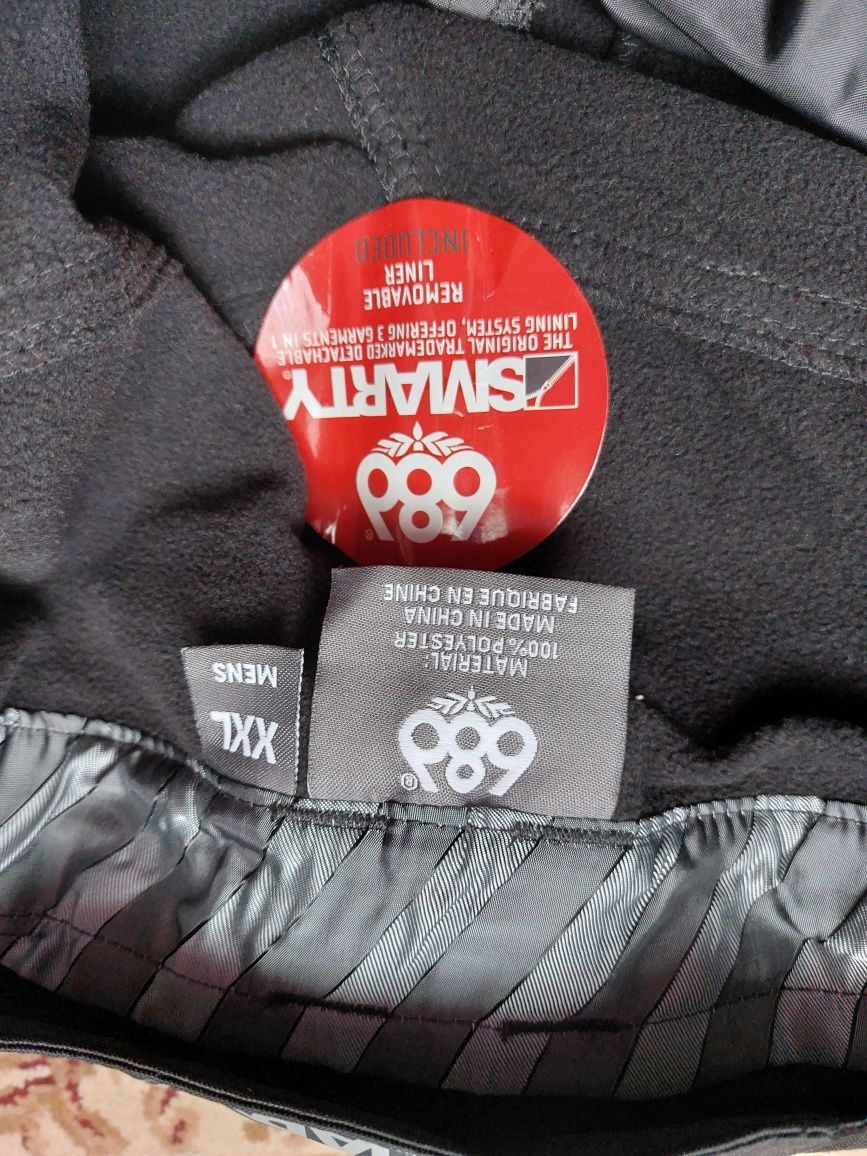 686®
SMARTY®
THE ORIGINAL TRADEMARKED DETACHABLE
LINING SYSTEM, OFFERING 3 GARMENTS IN 1
REMOVABLE
LINER
INCLUDED
686®
MATERIAL:
100% POLYESTER
MADE IN CHINA
FABRIQUE EN CHINE
XXL
MENS